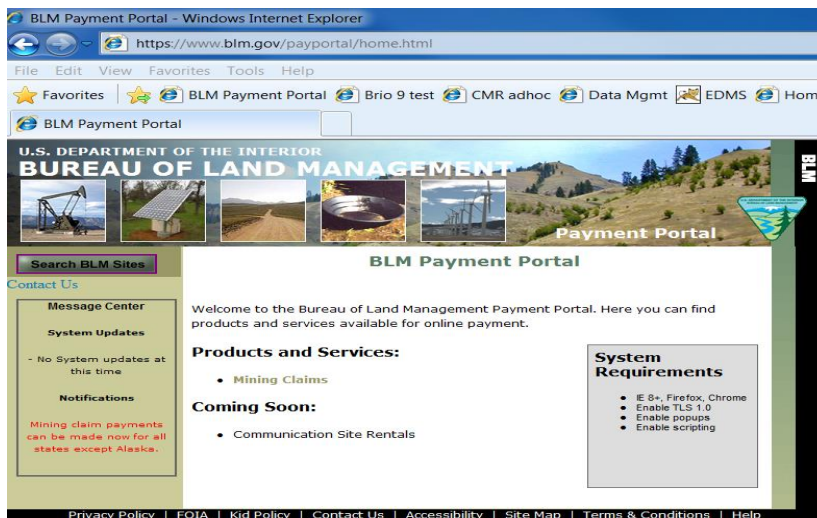 BLM Payment Portal - Windows Internet Explorer
https://www.blm.gov/payportal/home.html
File Edit View Favorites Tools Help
Favorites BLM Payment Portal Brio 9 test CMR adhoc Data Mgmt EDMS Hom
BLM Payment Portal
U.S. DEPARTMENT OF THE INTERIOR
BUREAU OF LAND MANAGEMENT
BLM
Payment Portal
Search BLM Sites
Contact Us
Message Center
System Updates
- No System updates at
this time
Notifications
Mining claim payments
can be made now for all
states except Alaska.
BLM Payment Portal
Welcome to the Bureau of Land Management Payment Portal. Here you can find
products and services available for online payment.
Products and Services:
• Mining Claims
Coming Soon:
• Communication Site Rentals
System
Requirements
• IE 8+, Firefox, Chrome
• Enable TLS 1.0
• Enable popups
• Enable scripting
Privacy Policy | FOIA | Kid Policy | Contact Us | Accessibility | Site Map | Terms & Conditions | Help